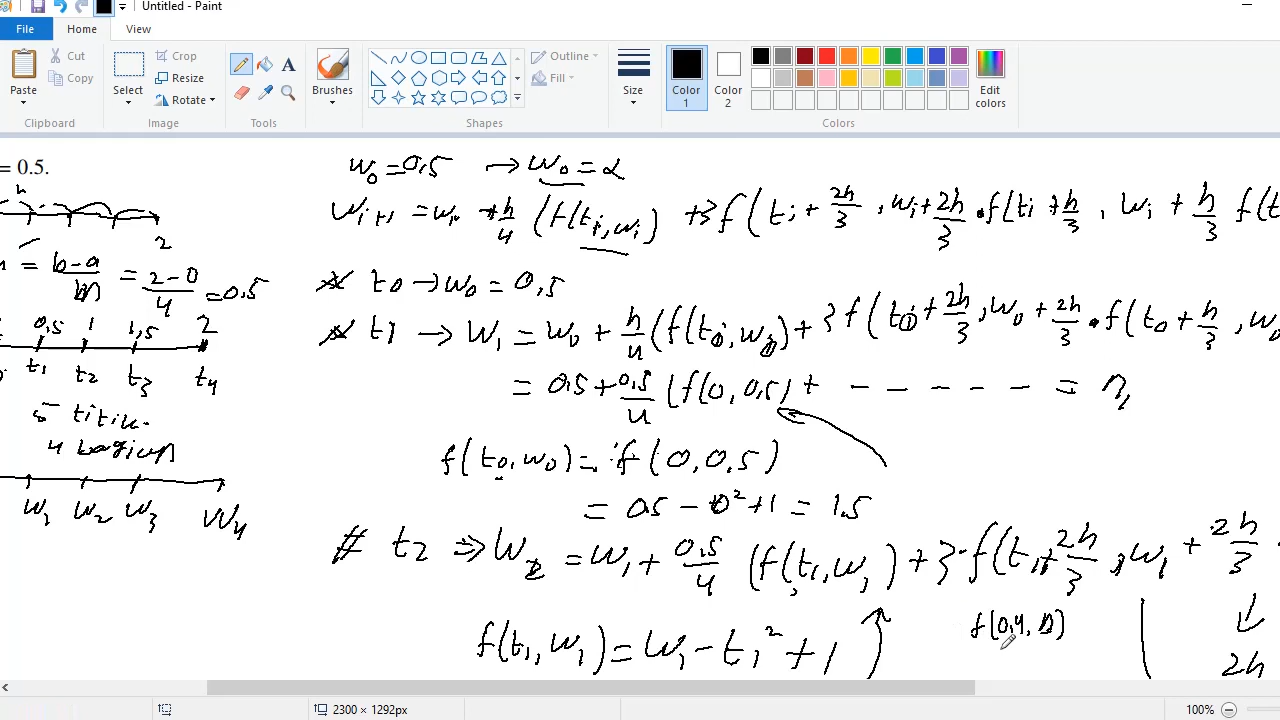 Untitled - Paint
File Home View
Paste Cut Copy Select Crop Resize Rotate Brushes Shapes Outline Fill Size Color 1 Color 2 Edit colors
Clipboard Image Tools Shapes Colors
= 0.5.
w₀ = 0,5 → w₀ = α
wᵢ₊₁ = wᵢ + h/4 (f(tᵢ, wᵢ) + 3f(tᵢ + 2h/3, wᵢ + 2h/3 · f(tᵢ + h/3, wᵢ + h/3 f(t
h
2
= b-a/n = 2-0/4 = 0.5
t0 → w₀ = 0,5
0,5 1 1,5 2
t1 → W₁ = w₀ + h/4 (f(t₀, w₀) + 3f(t₀ + 2h/3, w₀ + 2h/3 · f(t₀ + h/3, w₀
t₁ t₂ t₃ t₄
= 0.5 + 0,5/4 (f(0, 0,5) + - - - - - =
5 titik
4 bagian
f(t₀, w₀) = f(0, 0.5)
= 0.5 - 0² + 1 = 1.5
w₁ w₂ w₃ w₄
# t2 ⇒ W₂ = w₁ + 0,5/4 (f(t₁, w₁) + 3·f(t₁ + 2h/3, w₁ + 2h/3
f(0,4,
f(t₁, w₁) = w₁ - t₁² + 1
2h
2300 × 1292px 100%